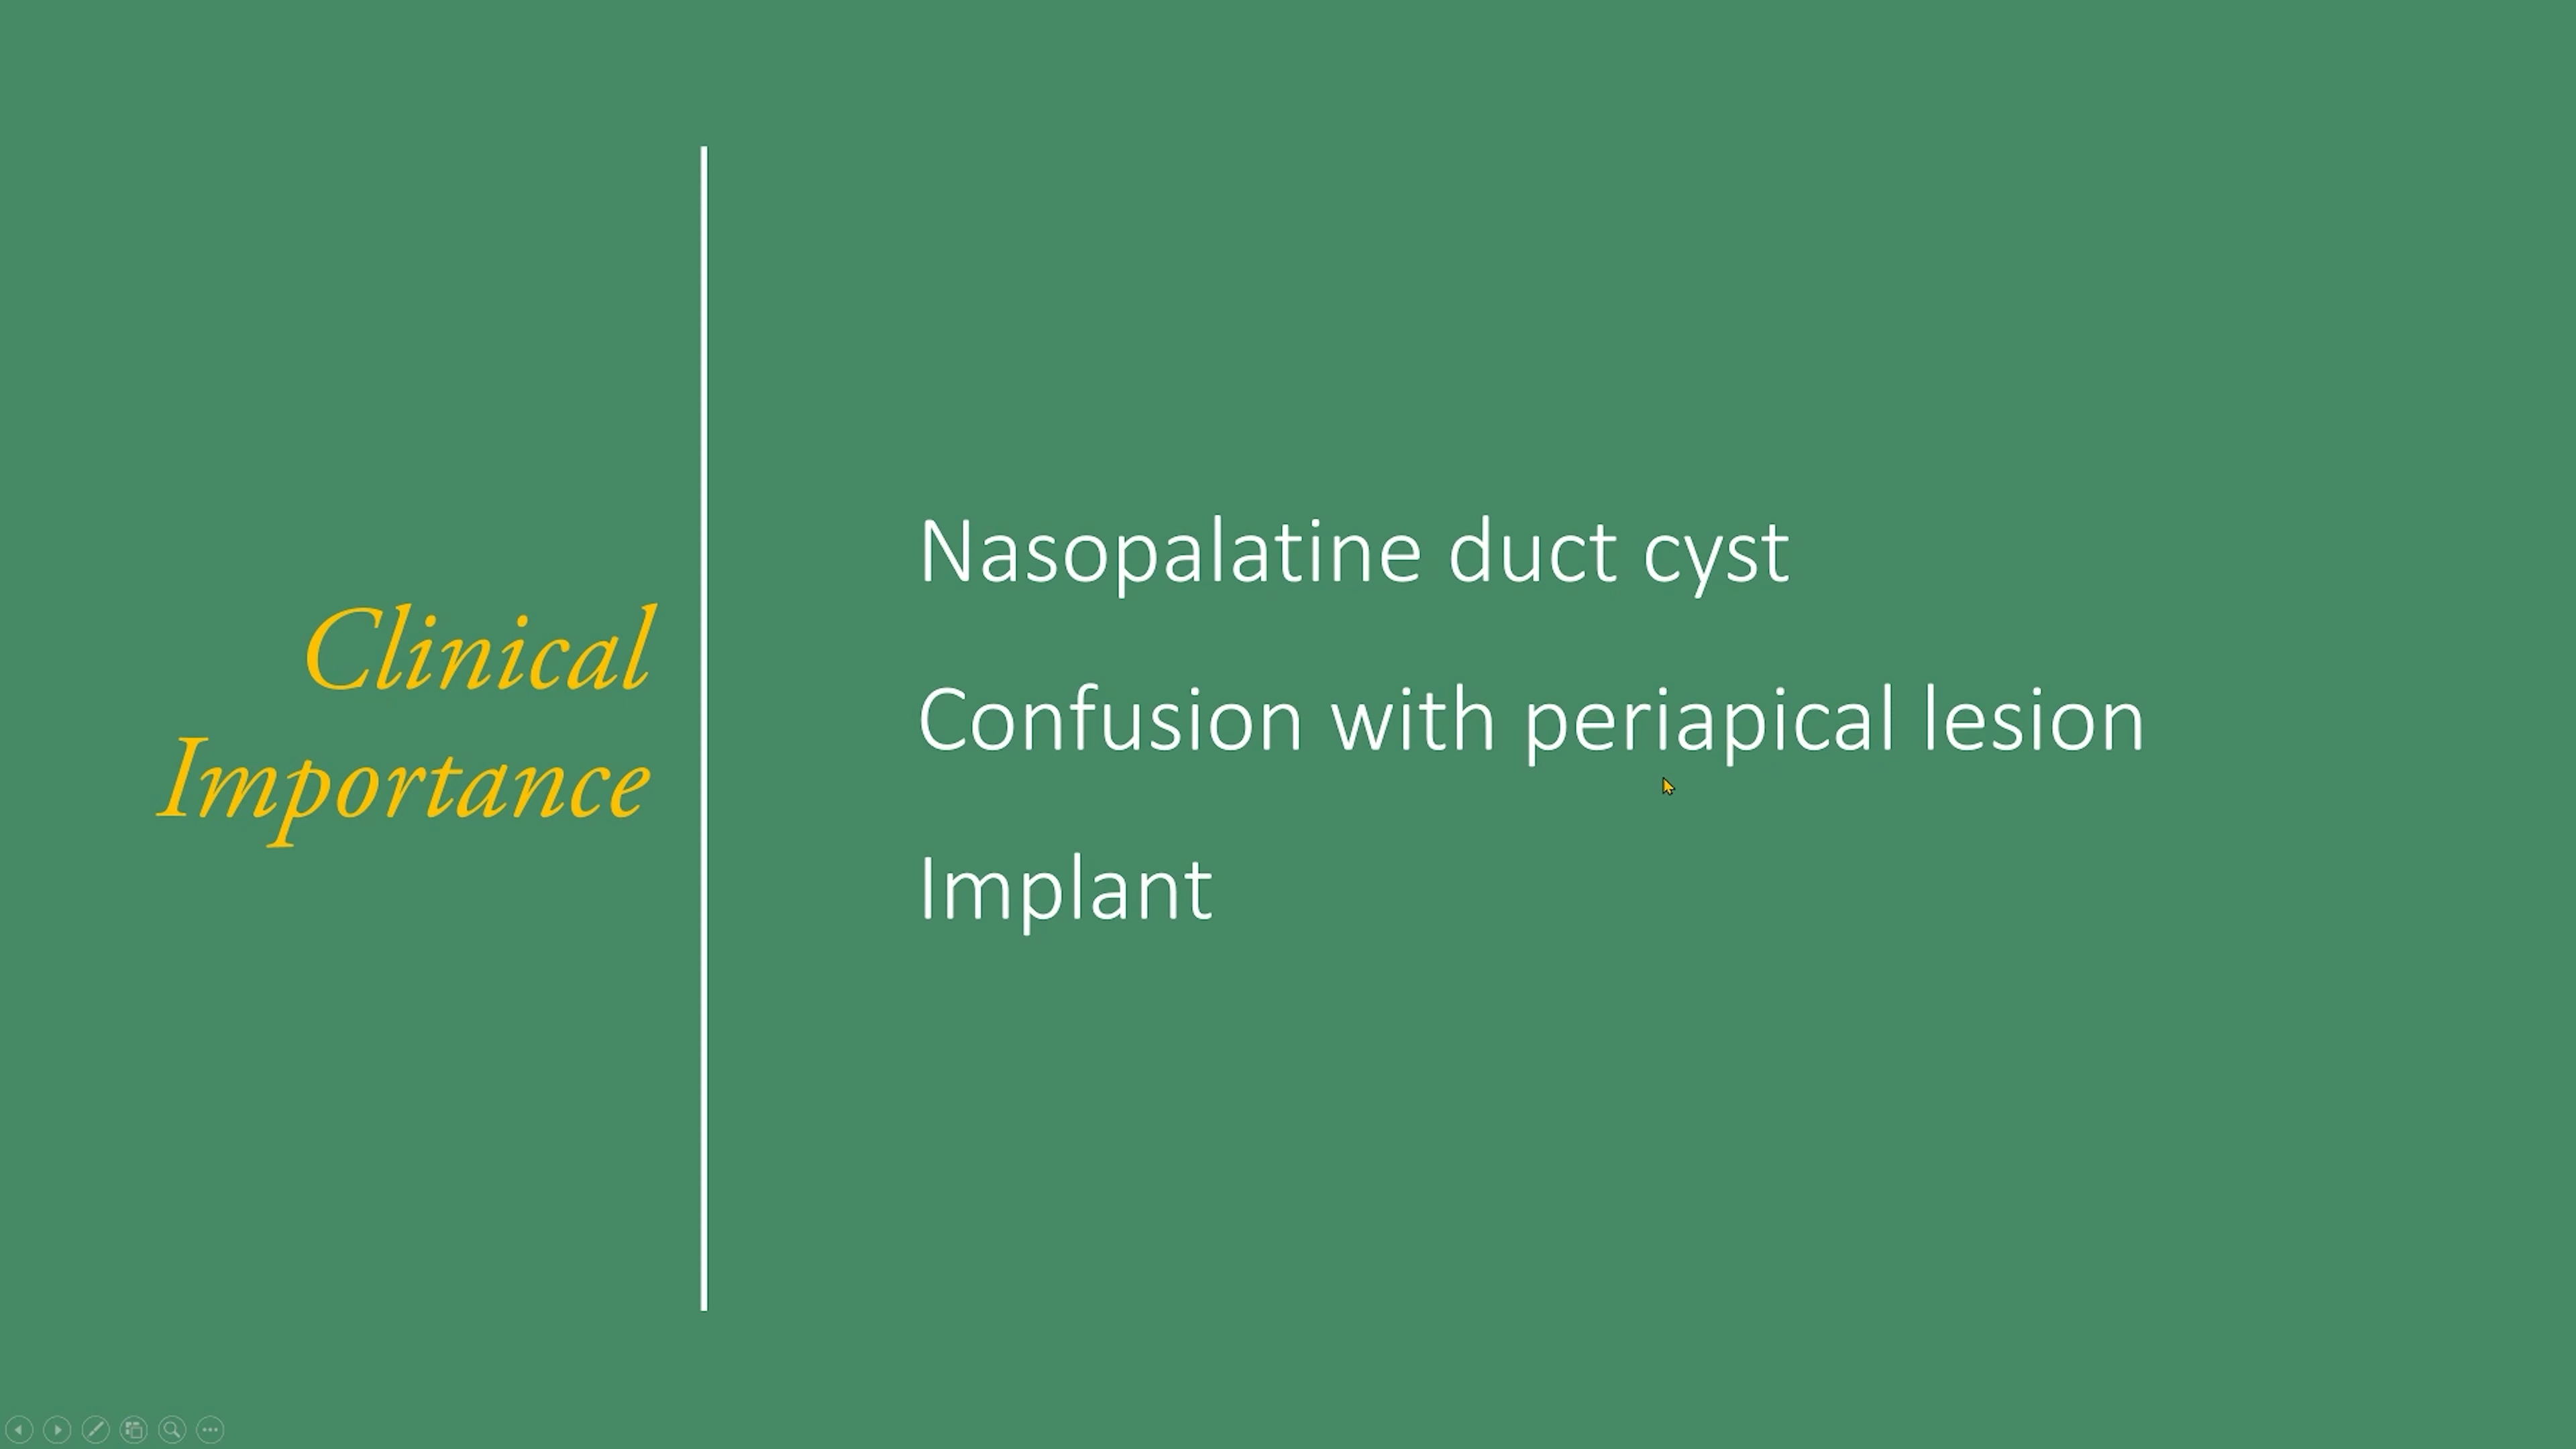 Clinical
Importance
Nasopalatine duct cyst
Confusion with periapical lesion
Implant